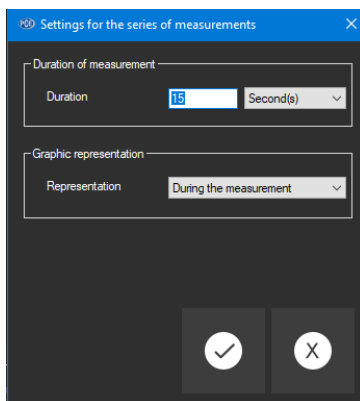 Settings for the series of measurements
Duration of measurement
Duration 15 Second(s)
Graphic representation
Representation During the measurement
X